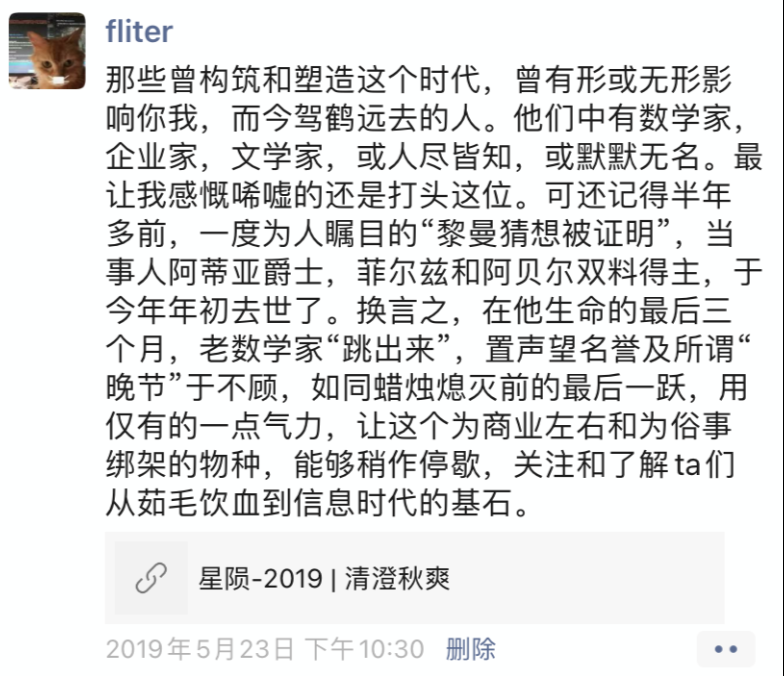 fliter
那些曾构筑和塑造这个时代，曾有形或无形影
响你我，而今驾鹤远去的人。他们中有数学家，
企业家，文学家，或人尽皆知，或默默无名。最
让我感慨唏嘘的还是打头这位。可还记得半年
多前，一度为人瞩目的“黎曼猜想被证明”，当
事人阿蒂亚爵士，菲尔兹和阿贝尔双料得主，于
今年年初去世了。换言之，在他生命的最后三
个月，老数学家“跳出来”，置声望名誉及所谓“
晚节”于不顾，如同蜡烛熄灭前的最后一跃，用
仅有的一点气力，让这个为商业左右和为俗事
绑架的物种，能够稍作停歇，关注和了解ta们
从茹毛饮血到信息时代的基石。
星陨-2019 | 清澄秋爽
2019年5月23日 下午10:30 删除